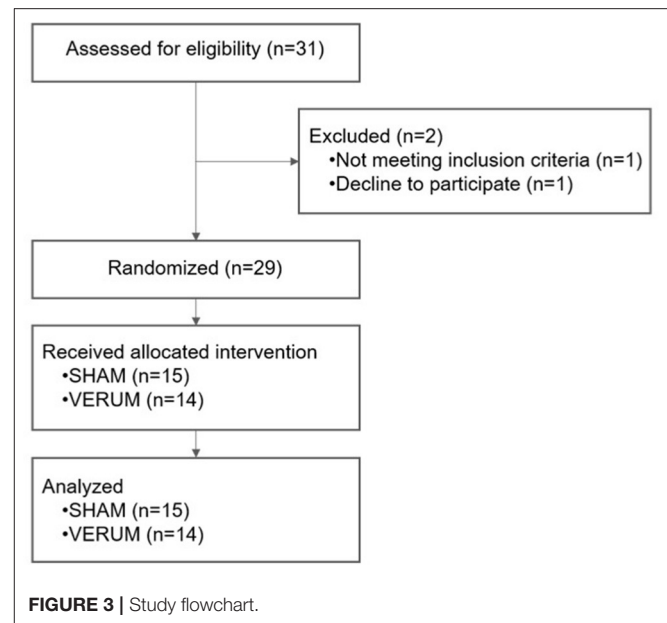 Assessed for eligibility (n=31)
Excluded (n=2)
•Not meeting inclusion criteria (n=1)
•Decline to participate (n=1)
Randomized (n=29)
Received allocated intervention
•SHAM (n=15)
•VERUM (n=14)
Analyzed
•SHAM (n=15)
•VERUM (n=14)
FIGURE 3 | Study flowchart.